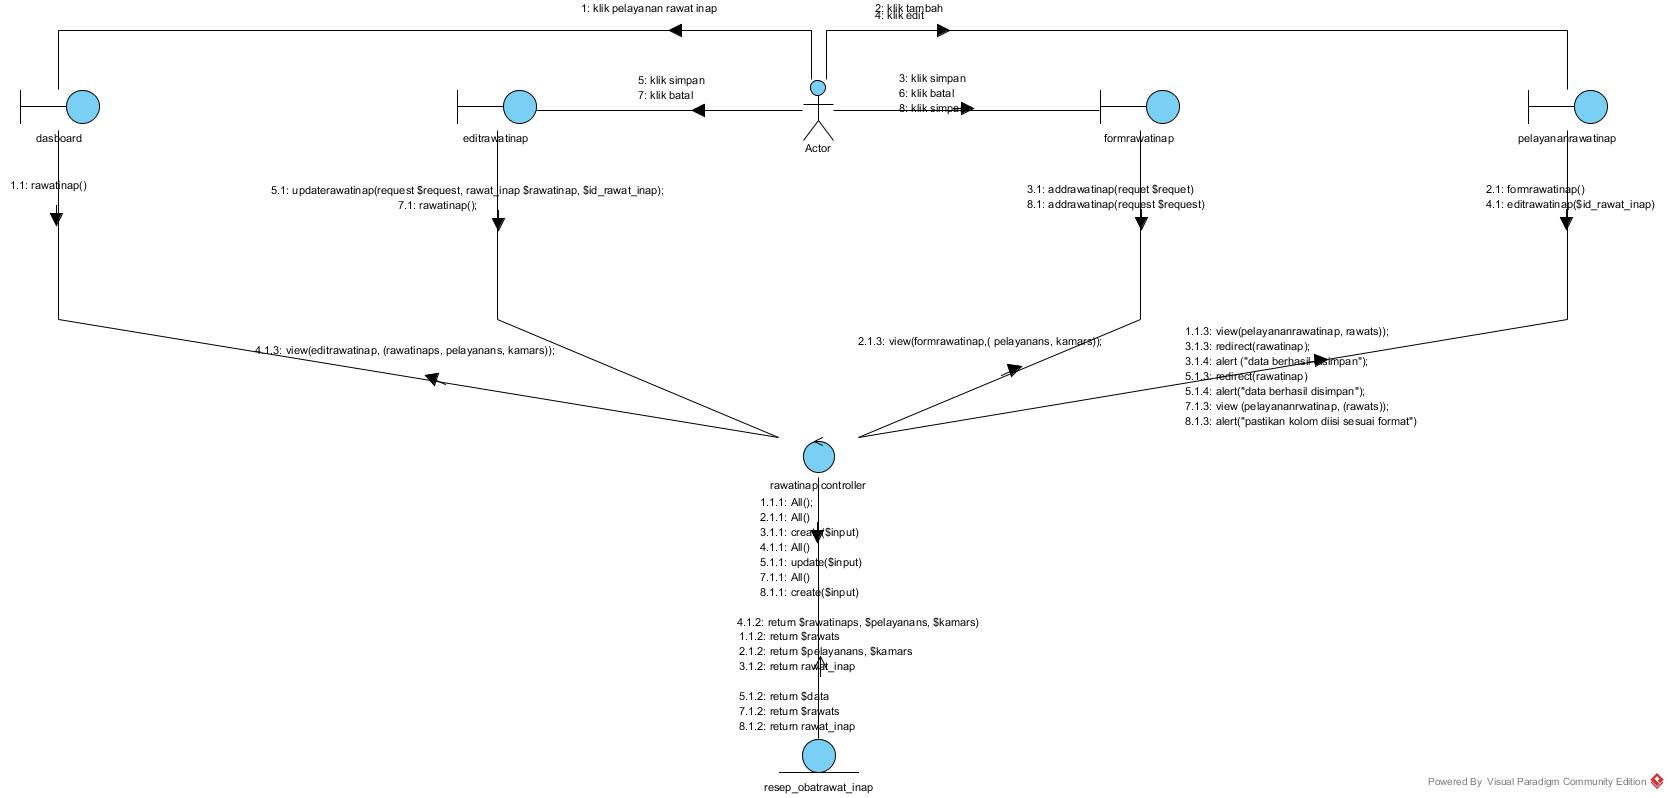 1: klik pelayanan rawat inap
2: klik tambah
4: klik edit
5: klik simpan
7: klik batal
3: klik simpan
6: klik batal
8: klik simpan
dasboard
editrawatinap
Actor
formrawatinap
pelayananrawatinap
1.1: rawatinap()
5.1: updaterawatinap(request $request, rawat_inap $rawatinap, $id_rawat_inap);
7.1: rawatinap();
3.1: addrawatinap(requet $requet)
8.1: addrawatinap(request $request)
2.1: formrawatinap()
4.1: editrawatinap($id_rawat_inap)
4.1.3: view(editrawatinap, (rawatinaps, pelayanans, kamars));
2.1.3: view(formrawatinap,( pelayanans, kamars));
1.1.3: view(pelayananrawatinap, rawats));
3.1.3: redirect(rawatinap);
3.1.4: alert ("data berhasil disimpan");
5.1.3: redirect(rawatinap)
5.1.4: alert("data berhasil disimpan");
7.1.3: view (pelayananrwatinap, (rawats));
8.1.3: alert("pastikan kolom diisi sesuai format")
rawatinap controller
1.1.1: All();
2.1.1: All()
3.1.1: create($input)
4.1.1: All()
5.1.1: update($input)
7.1.1: All()
8.1.1: create($input)
4.1.2: return $rawatinaps, $pelayanans, $kamars)
1.1.2: return $rawats
2.1.2: return $pelayanans, $kamars
3.1.2: return rawat_inap
5.1.2: return $data
7.1.2: return $rawats
8.1.2: return rawat_inap
resep_obatrawat_inap
Powered By Visual Paradigm Community Edition